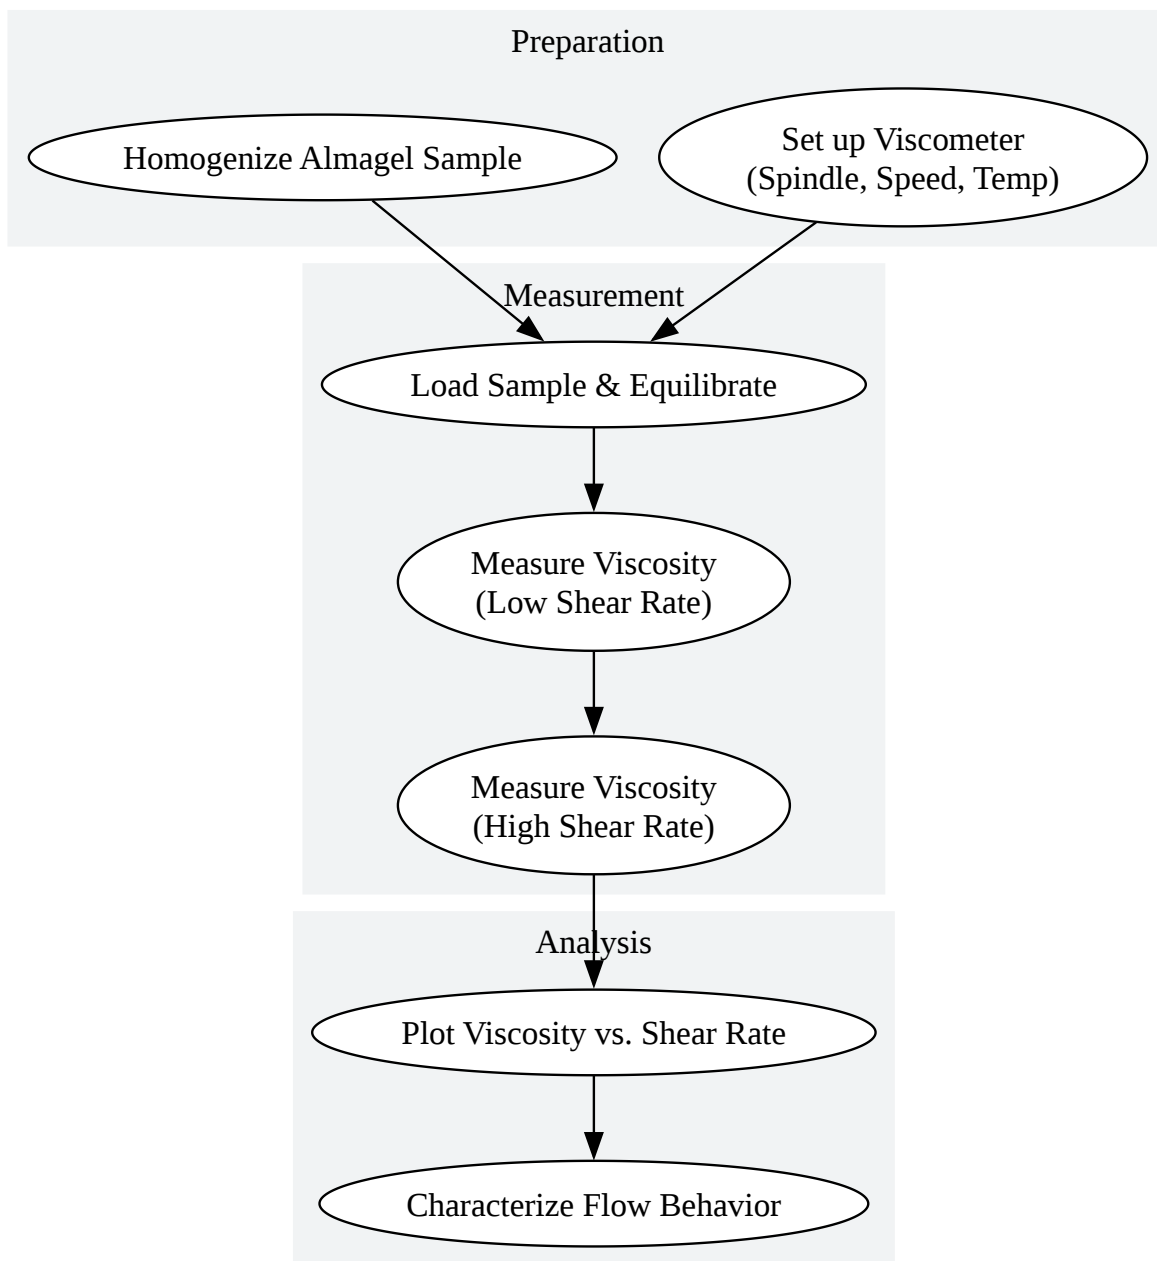 Preparation
Homogenize Almagel Sample
Set up Viscometer
(Spindle, Speed, Temp)
Measurement
Load Sample & Equilibrate
Measure Viscosity
(Low Shear Rate)
Measure Viscosity
(High Shear Rate)
Analysis
Plot Viscosity vs. Shear Rate
Characterize Flow Behavior